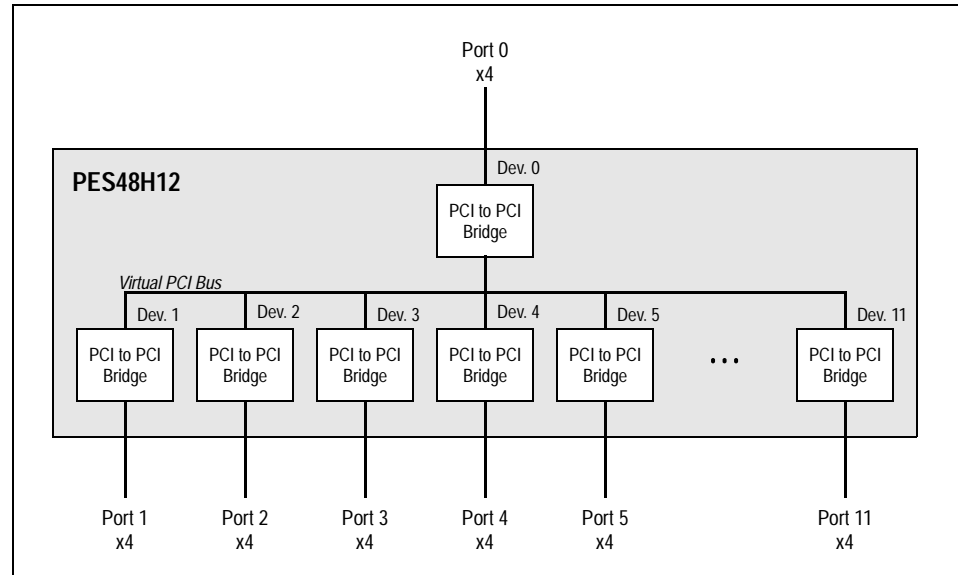 Port 0
x4
PES48H12
Dev. 0
PCI to PCI
Bridge
Virtual PCI Bus
Dev. 1
Dev. 2
Dev. 3
Dev. 4
Dev. 5
Dev. 11
PCI to PCI
Bridge
PCI to PCI
Bridge
PCI to PCI
Bridge
PCI to PCI
Bridge
PCI to PCI
Bridge
• • •
PCI to PCI
Bridge
Port 1
x4
Port 2
x4
Port 3
x4
Port 4
x4
Port 5
x4
Port 11
x4